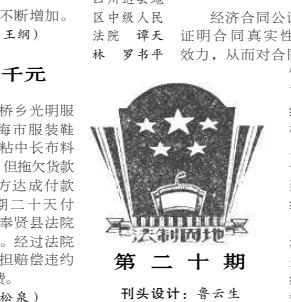 不断增加。
王纲）
千元
桥乡光明服
海市服装鞋
粘中长布料
但拖欠货款
方达成付款
期二十天付
奉贤县法院
。经过法院
担赔偿违约
费。
松泉）
区中级人民
法院 谭天
林 罗书平
经济合同公
证明合同真实性
效力，从而对合同
法制园地
第二十期
刊头设计：鲁云生